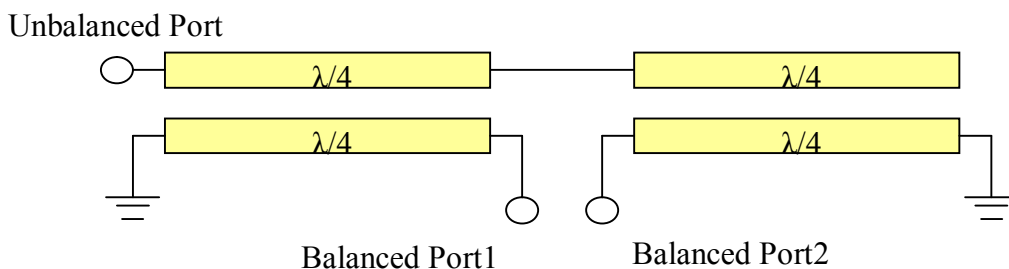 Unbalanced Port
λ/4 λ/4
λ/4 λ/4
Balanced Port1 Balanced Port2